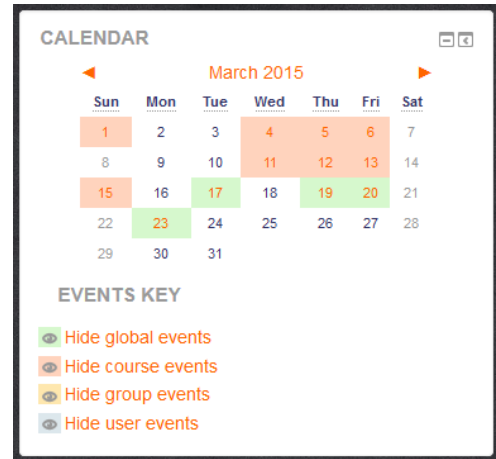 CALENDAR
◄ March 2015 ►
Sun Mon Tue Wed Thu Fri Sat
1 2 3 4 5 6 7
8 9 10 11 12 13 14
15 16 17 18 19 20 21
22 23 24 25 26 27 28
29 30 31
EVENTS KEY
Hide global events
Hide course events
Hide group events
Hide user events